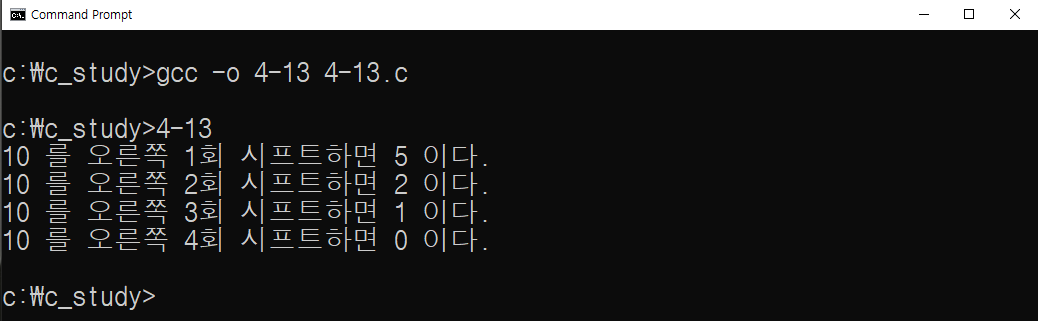 Command Prompt
c:₩c_study>gcc -o 4-13 4-13.c
c:₩c_study>4-13
10 를 오른쪽 1회 시프트하면 5 이다.
10 를 오른쪽 2회 시프트하면 2 이다.
10 를 오른쪽 3회 시프트하면 1 이다.
10 를 오른쪽 4회 시프트하면 0 이다.
c:₩c_study>